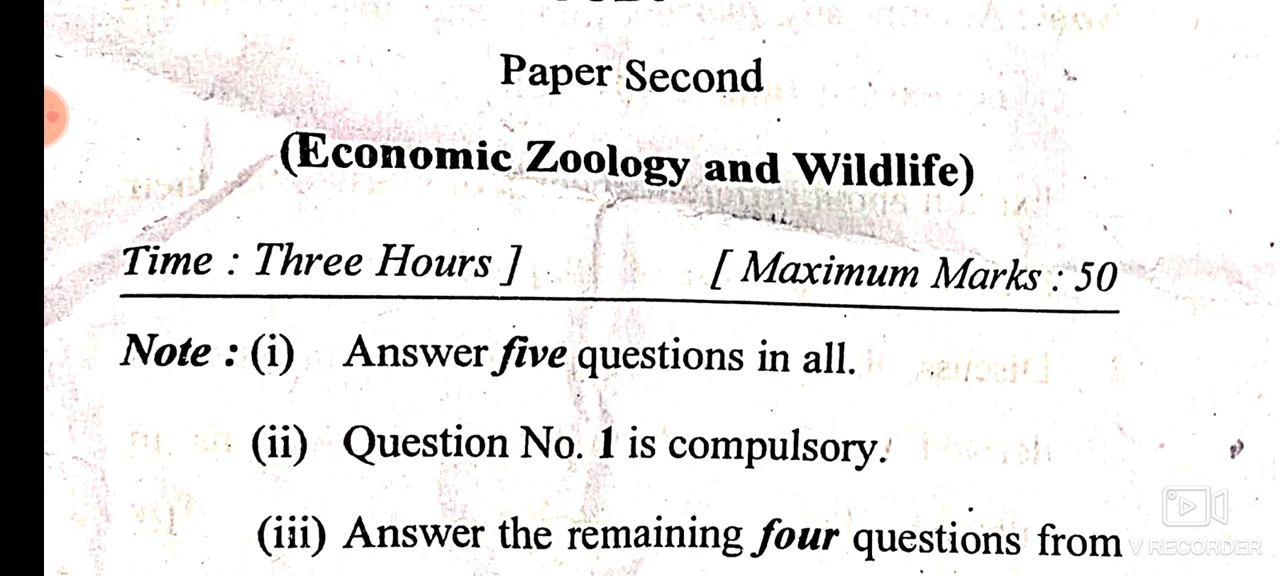 Paper Second
(Economic Zoology and Wildlife)
Time : Three Hours ] [ Maximum Marks : 50
Note : (i) Answer five questions in all.
(ii) Question No. 1 is compulsory.
(iii) Answer the remaining four questions from
V RECORDER